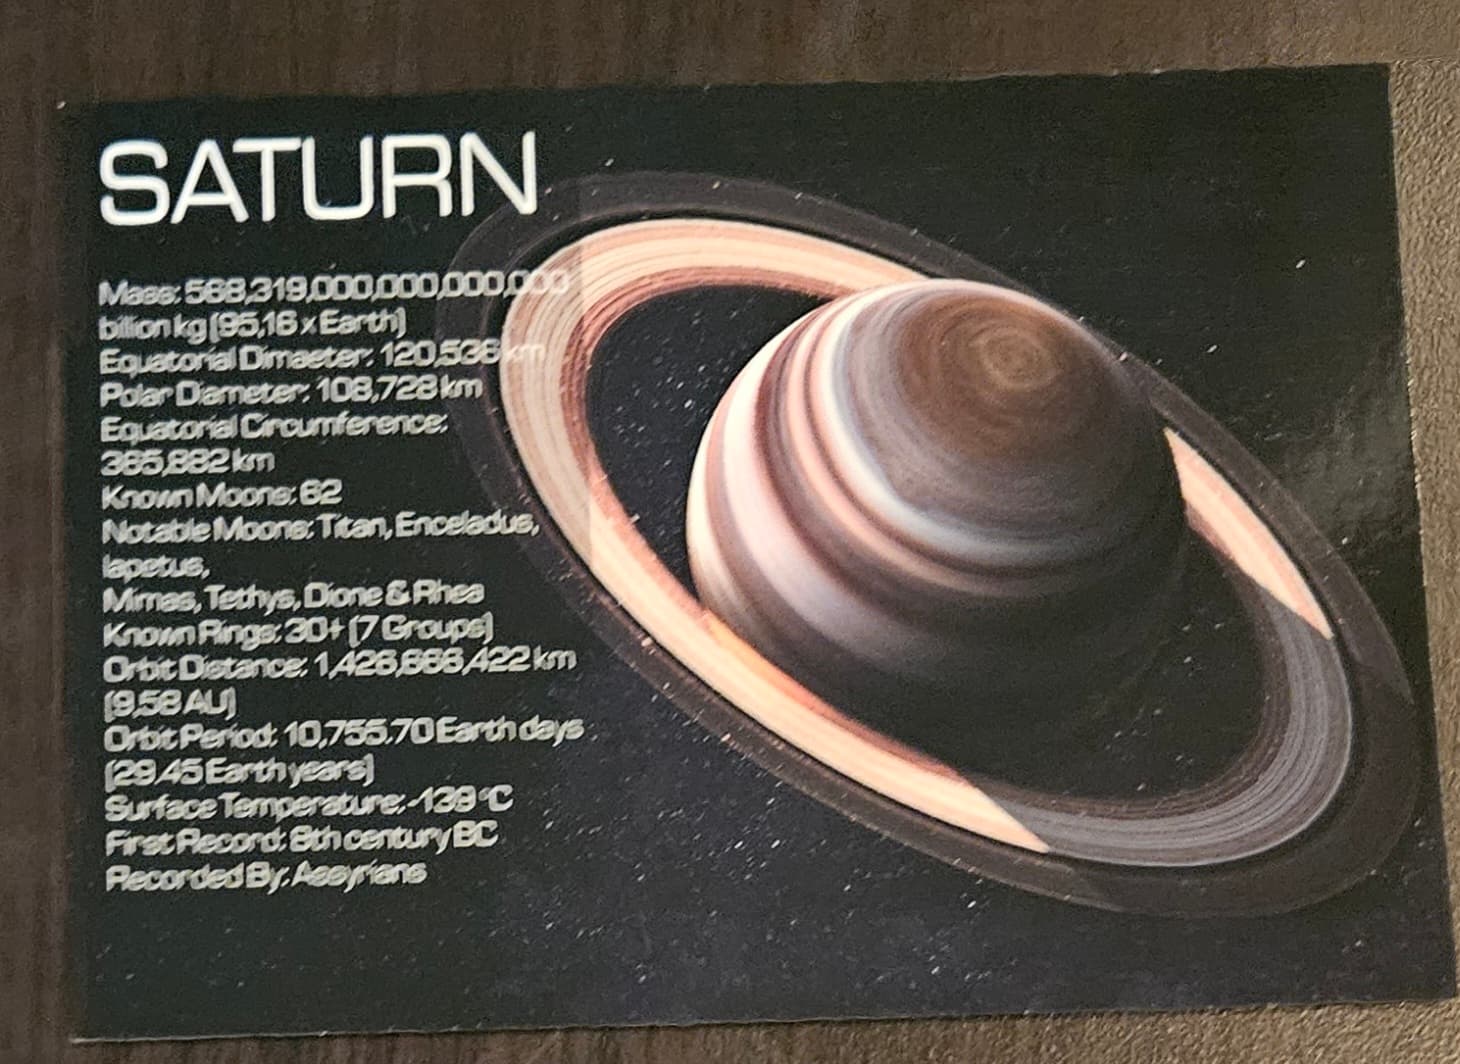 SATURN
Mass: 568,319,000,000,000,000
billion kg (95.16 x Earth)
Equatorial Dimaeter: 120,536 km
Polar Diameter: 108,728 km
Equatorial Circumference:
365,882 km
Known Moons: 62
Notable Moons: Titan, Enceladus,
Iapetus,
Mimas, Tethys, Dione & Rhea
Known Rings: 30+ (7 Groups)
Orbit Distance: 1,426,666,422 km
(9.58 AU)
Orbit Period: 10,755.70 Earth days
(29.45 Earth years)
Surface Temperature: -139 °C
First Record: 8th century BC
Recorded By: Assyrians